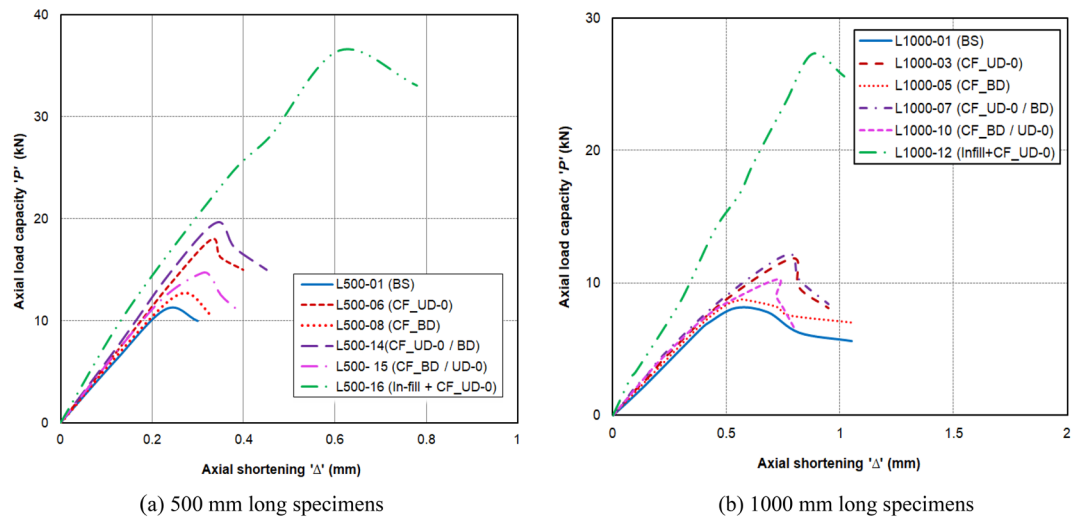 40
30
20
10
0
0
0.2
0.4
0.6
0.8
1
Axial load capacity 'P' (kN)
Axial shortening 'Δ' (mm)
L500-01 (BS)
L500-06 (CF_UD-0)
L500-08 (CF_BD)
L500-14(CF_UD-0 / BD)
L500- 15 (CF_BD / UD-0)
L500-16 (In-fill + CF_UD-0)
(a) 500 mm long specimens
30
20
10
0
0
0.5
1
1.5
2
Axial load capacity 'P' (kN)
Axial shortening 'Δ' (mm)
L1000-01 (BS)
L1000-03 (CF_UD-0)
L1000-05 (CF_BD)
L1000-07 (CF_UD-0 / BD)
L1000-10 (CF_BD / UD-0)
L1000-12 (Infill+CF_UD-0)
(b) 1000 mm long specimens